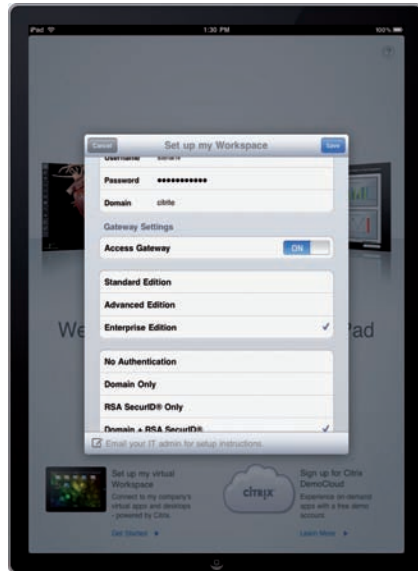 iPad
1:30 PM
100%
?
Cancel
Set up my Workspace
Save
Username
Password
Domain
citrite
Gateway Settings
Access Gateway
ON
Standard Edition
Advanced Edition
Enterprise Edition
We
Pad
No Authentication
Domain Only
RSA SecurID® Only
Domain + RSA SecurID®
Email your IT admin for setup instructions.
Set up my virtual
Workspace
Connect to my company's
virtual apps and desktops
- powered by Citrix.
Get Started
CITRIX
Sign up for Citrix
DemoCloud
Experience on-demand
apps with a free demo
account.
Learn More